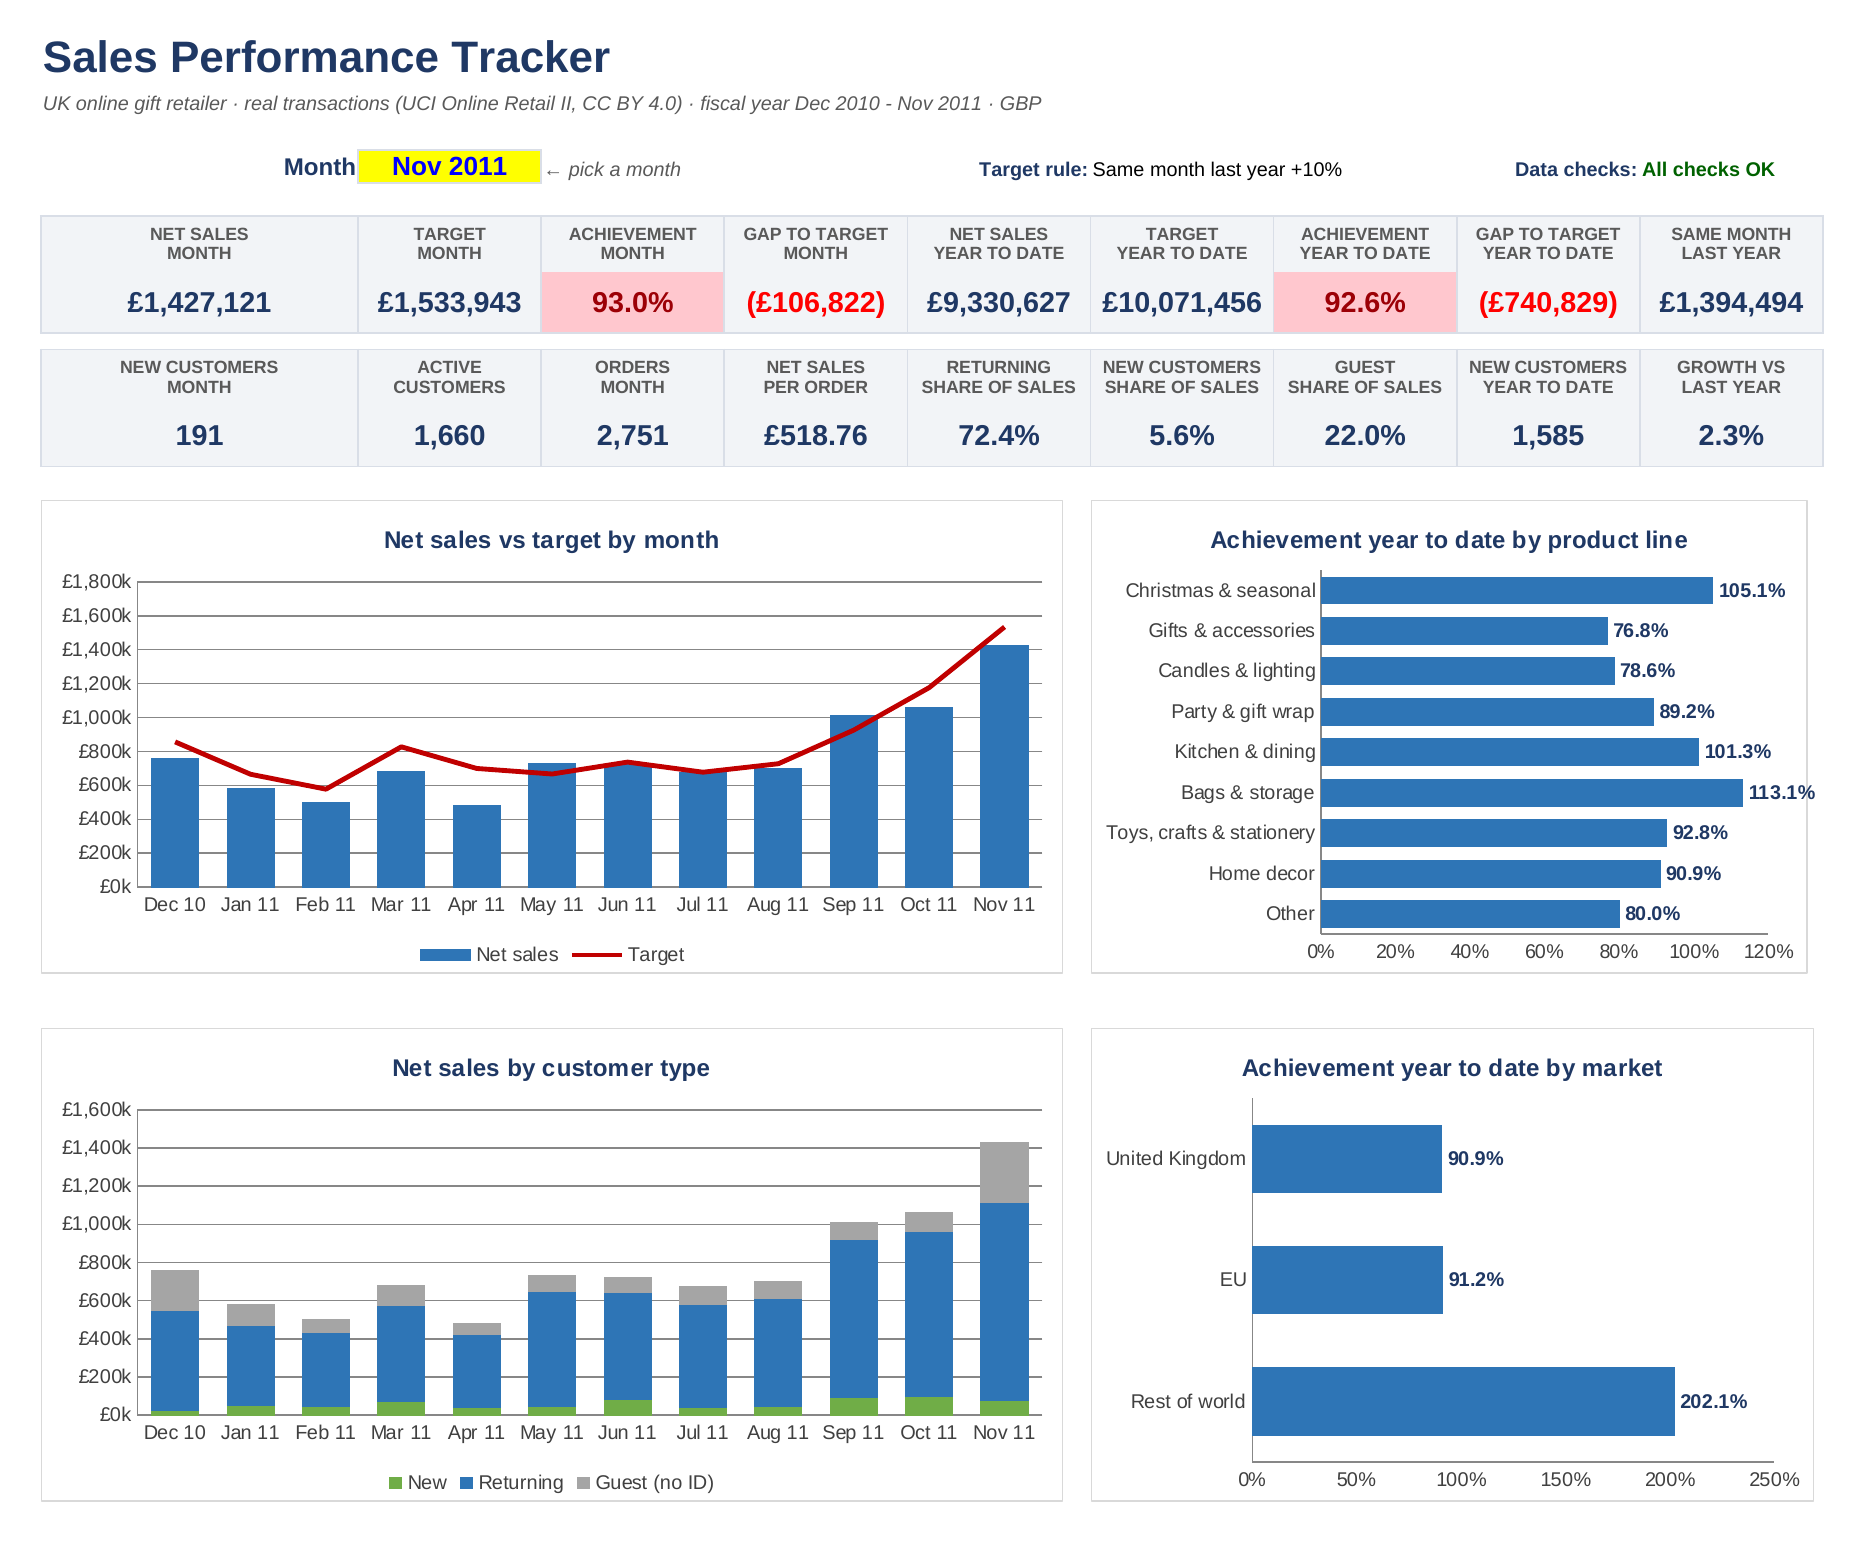 Sales Performance Tracker
UK online gift retailer · real transactions (UCI Online Retail II, CC BY 4.0) · fiscal year Dec 2010 - Nov 2011 · GBP
Month Nov 2011 ← pick a month Target rule: Same month last year +10% Data checks: All checks OK
NET SALES TARGET ACHIEVEMENT GAP TO TARGET NET SALES TARGET ACHIEVEMENT GAP TO TARGET SAME MONTH
MONTH MONTH MONTH MONTH YEAR TO DATE YEAR TO DATE YEAR TO DATE YEAR TO DATE LAST YEAR
£1,427,121 £1,533,943 93.0% (£106,822) £9,330,627 £10,071,456 92.6% (£740,829) £1,394,494
NEW CUSTOMERS ACTIVE ORDERS NET SALES RETURNING NEW CUSTOMERS GUEST NEW CUSTOMERS GROWTH VS
MONTH CUSTOMERS MONTH PER ORDER SHARE OF SALES SHARE OF SALES SHARE OF SALES YEAR TO DATE LAST YEAR
191 1,660 2,751 £518.76 72.4% 5.6% 22.0% 1,585 2.3%
Net sales vs target by month
£1,800k
£1,600k
£1,400k
£1,200k
£1,000k
£800k
£600k
£400k
£200k
£0k
Dec 10 Jan 11 Feb 11 Mar 11 Apr 11 May 11 Jun 11 Jul 11 Aug 11 Sep 11 Oct 11 Nov 11
Net sales Target
Achievement year to date by product line
Christmas & seasonal 105.1%
Gifts & accessories 76.8%
Candles & lighting 78.6%
Party & gift wrap 89.2%
Kitchen & dining 101.3%
Bags & storage 113.1%
Toys, crafts & stationery 92.8%
Home decor 90.9%
Other 80.0%
0% 20% 40% 60% 80% 100% 120%
Net sales by customer type
£1,600k
£1,400k
£1,200k
£1,000k
£800k
£600k
£400k
£200k
£0k
Dec 10 Jan 11 Feb 11 Mar 11 Apr 11 May 11 Jun 11 Jul 11 Aug 11 Sep 11 Oct 11 Nov 11
New Returning Guest (no ID)
Achievement year to date by market
United Kingdom 90.9%
EU 91.2%
Rest of world 202.1%
0% 50% 100% 150% 200% 250%